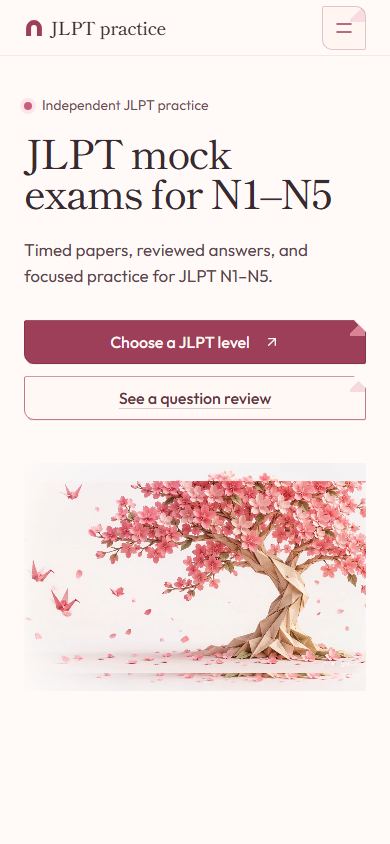 JLPT practice
Independent JLPT practice
JLPT mock
exams for N1–N5
Timed papers, reviewed answers, and
focused practice for JLPT N1–N5.
Choose a JLPT level
See a question review